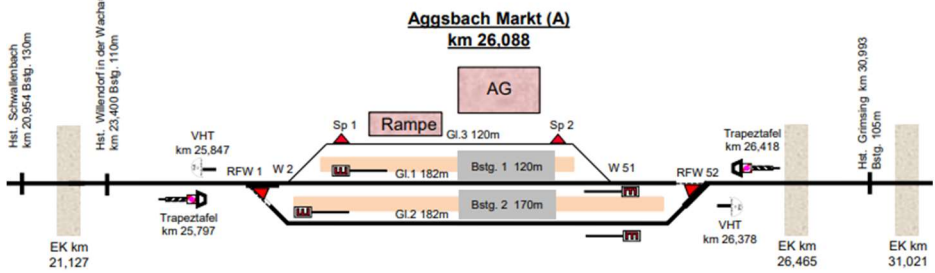 Aggsbach Markt (A)
km 26,088
Hst. Schwallenbach
km 20,954 Bstg. 130m
Hst. Willendorf in der Wachau
km 23,400 Bstg. 110m
Hst. Grimsing km 30,993
Bstg. 105m
AG
Rampe
Sp 1
Sp 2
Gl.3 120m
VHT
km 25,847
Trapeztafel
km 26,418
RFW 1
W 2
Gl.1 182m
Bstg. 1 120m
W 51
RFW 52
Gl.2 182m
Bstg. 2 170m
Trapeztafel
km 25,797
VHT
km 26,378
EK km
21,127
EK km
26,465
EK km
31,021